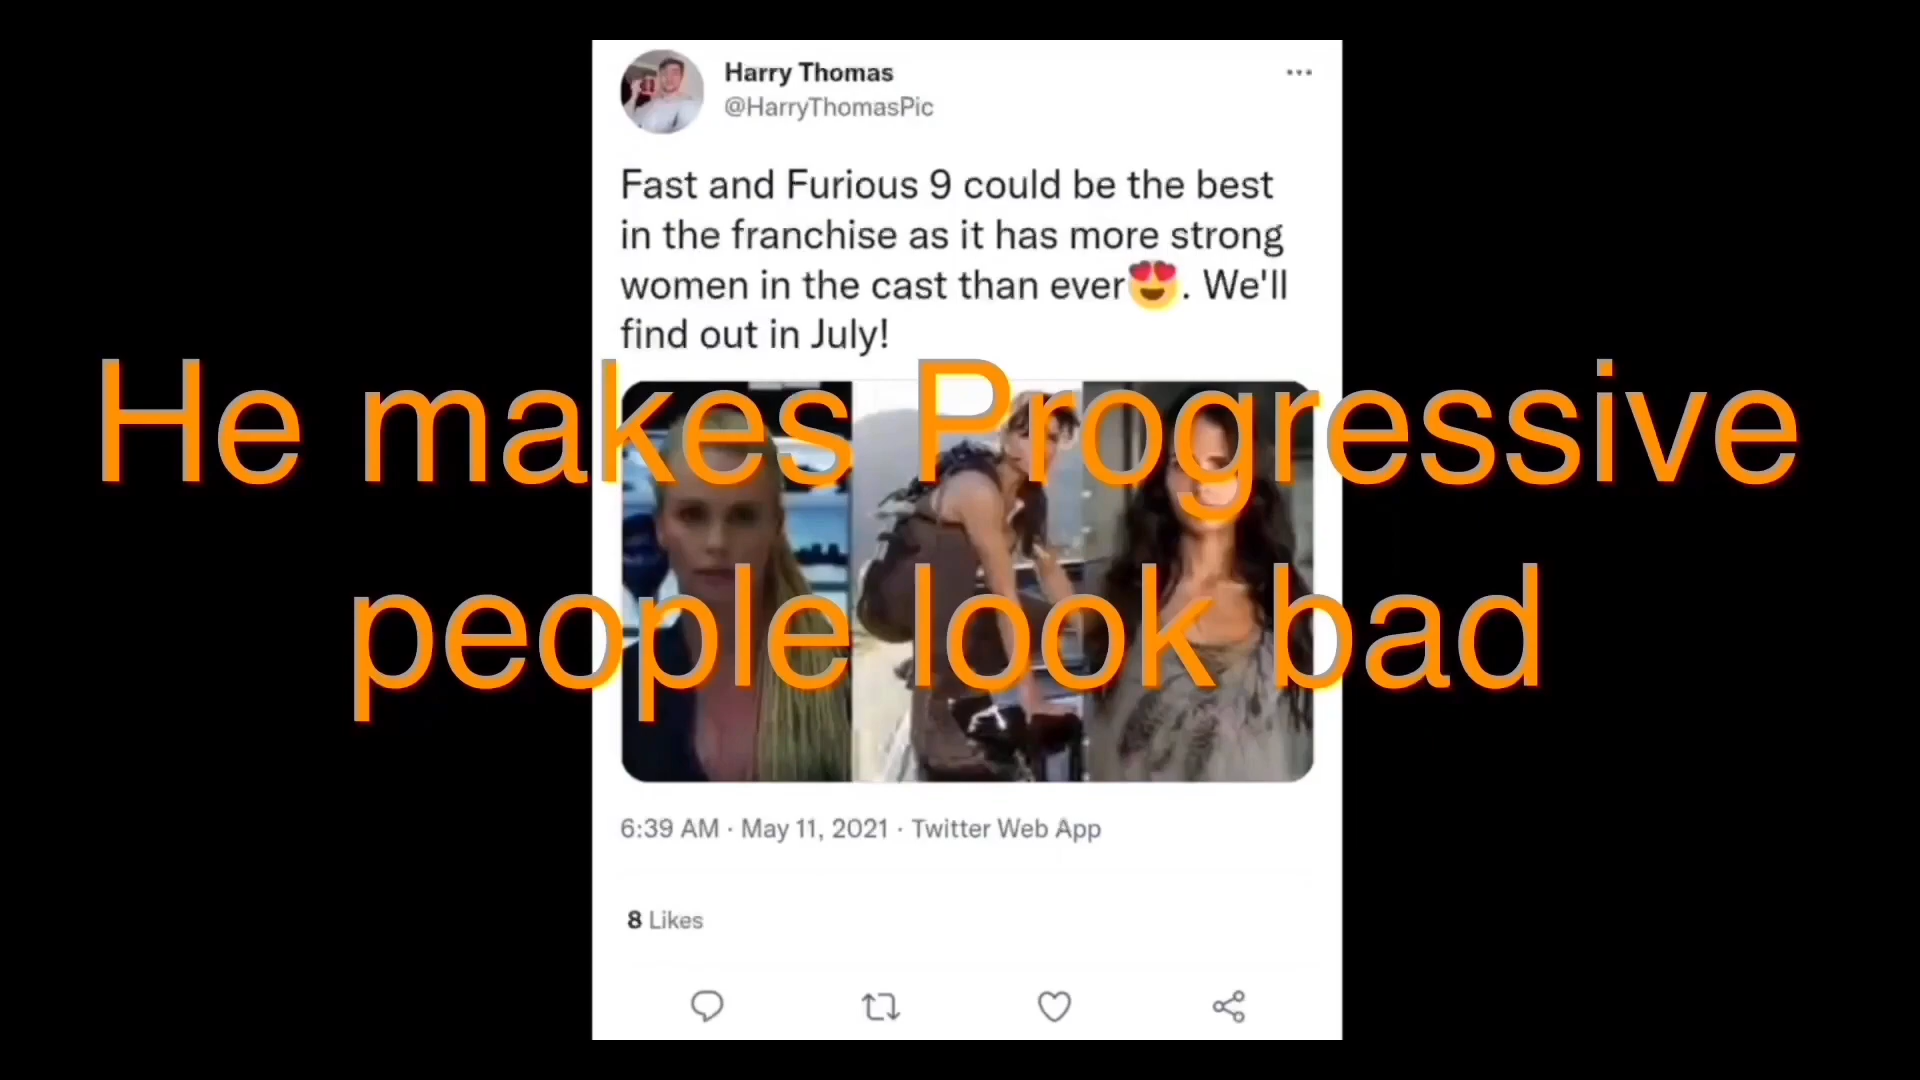 Harry Thomas
@HarryThomasPic
Fast and Furious 9 could be the best
in the franchise as it has more strong
women in the cast than ever😍. We'll
find out in July!
He makes Progressive
people look bad
6:39 AM · May 11, 2021 · Twitter Web App
8 Likes